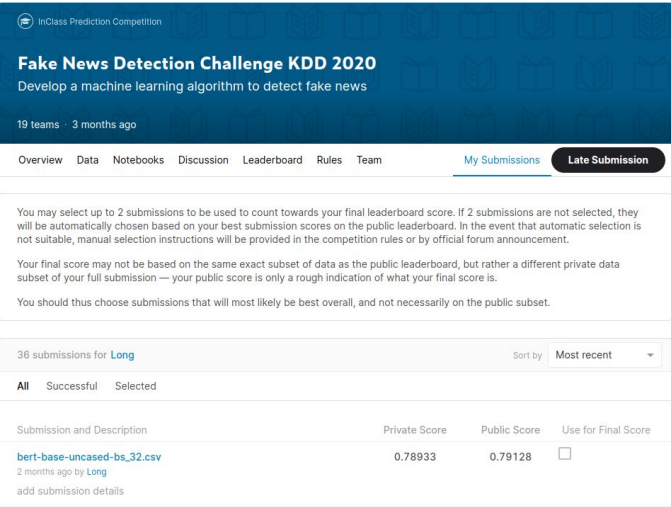 InClass Prediction Competition
Fake News Detection Challenge KDD 2020
Develop a machine learning algorithm to detect fake news
19 teams · 3 months ago
Overview Data Notebooks Discussion Leaderboard Rules Team My Submissions Late Submission
You may select up to 2 submissions to be used to count towards your final leaderboard score. If 2 submissions are not selected, they
will be automatically chosen based on your best submission scores on the public leaderboard. In the event that automatic selection is
not suitable, manual selection instructions will be provided in the competition rules or by official forum announcement.
Your final score may not be based on the same exact subset of data as the public leaderboard, but rather a different private data
subset of your full submission — your public score is only a rough indication of what your final score is.
You should thus choose submissions that will most likely be best overall, and not necessarily on the public subset.
36 submissions for Long Sort by Most recent
All Successful Selected
Submission and Description Private Score Public Score Use for Final Score
bert-base-uncased-bs_32.csv 0.78933 0.79128
2 months ago by Long
add submission details